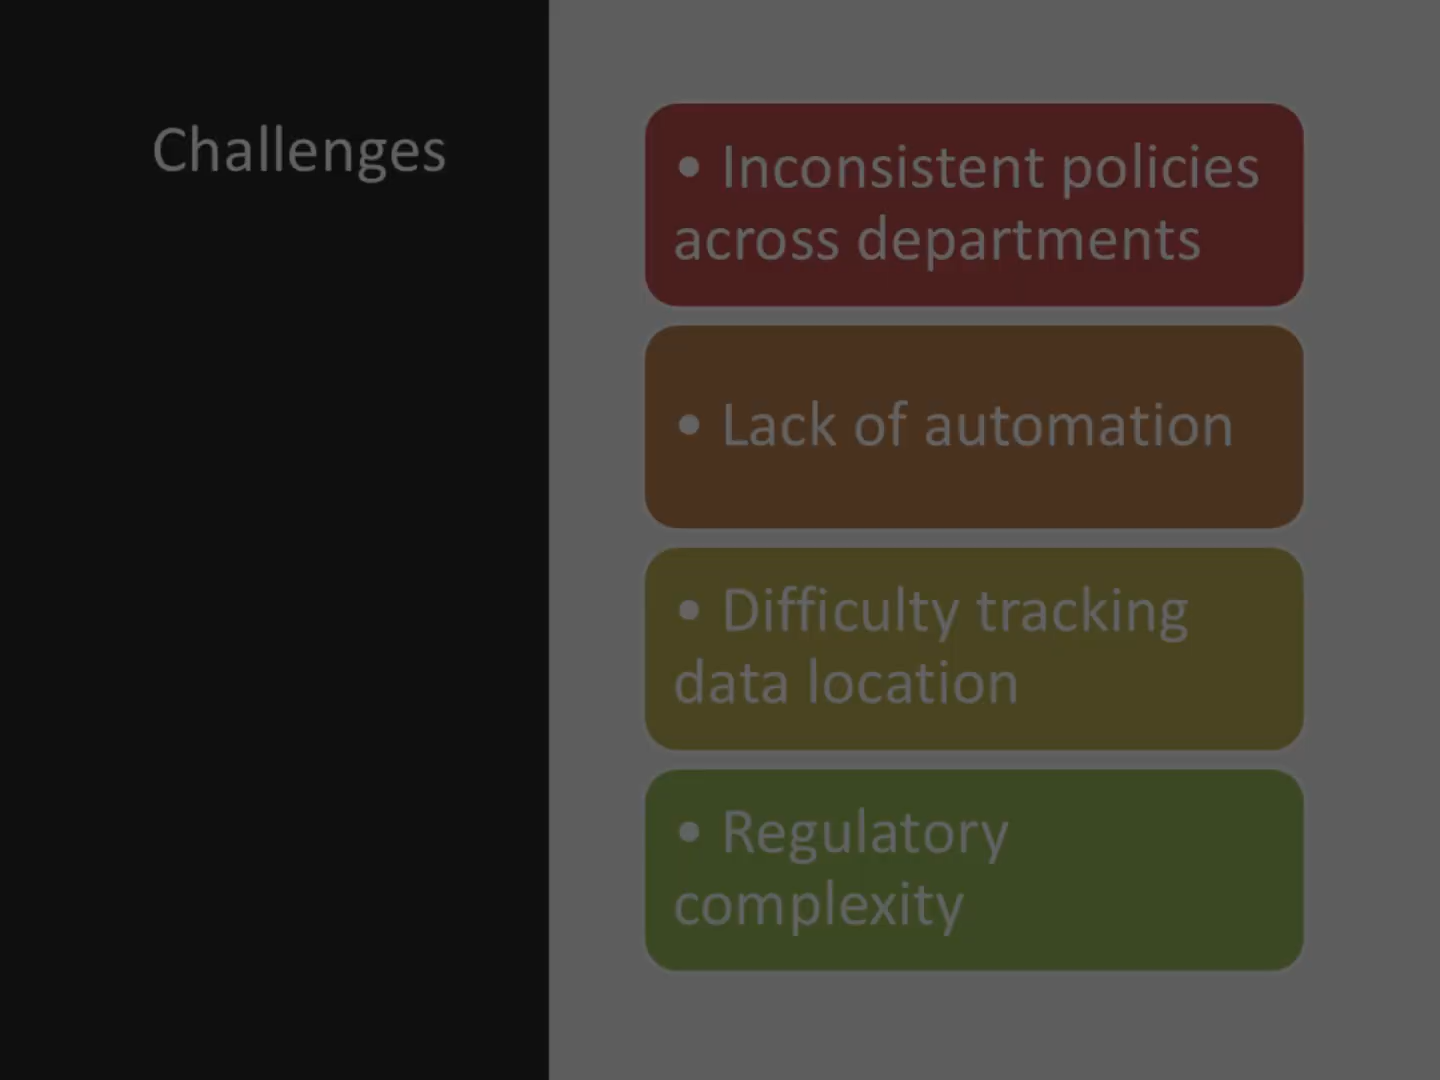 Challenges
• Inconsistent policies
across departments
• Lack of automation
• Difficulty tracking
data location
• Regulatory
complexity